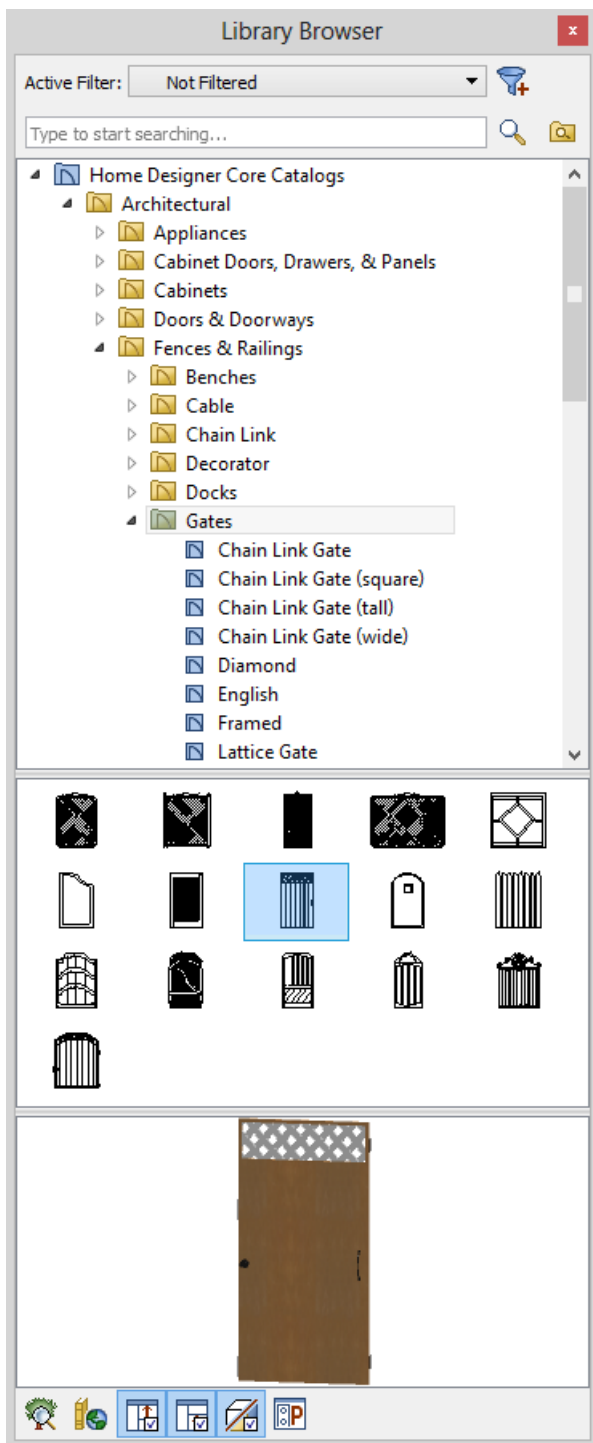 Library Browser
x
Active Filter: Not Filtered
Type to start searching...
Home Designer Core Catalogs
Architectural
Appliances
Cabinet Doors, Drawers, & Panels
Cabinets
Doors & Doorways
Fences & Railings
Benches
Cable
Chain Link
Decorator
Docks
Gates
Chain Link Gate
Chain Link Gate (square)
Chain Link Gate (tall)
Chain Link Gate (wide)
Diamond
English
Framed
Lattice Gate
P